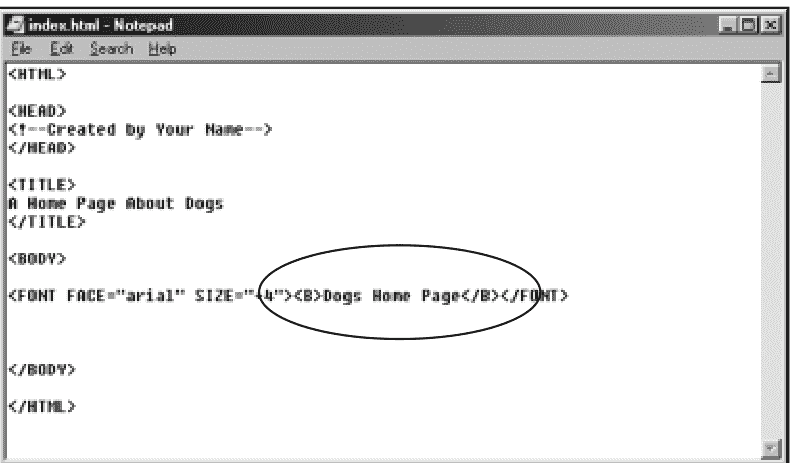 index.html - Notepad
File Edit Search Help
<HTML>
<HEAD>
<!--Created by Your Name-->
</HEAD>
<TITLE>
A Home Page About Dogs
</TITLE>
<BODY>
<FONT FACE="arial" SIZE="+4"><B>Dogs Home Page</B></FONT>
</BODY>
</HTML>